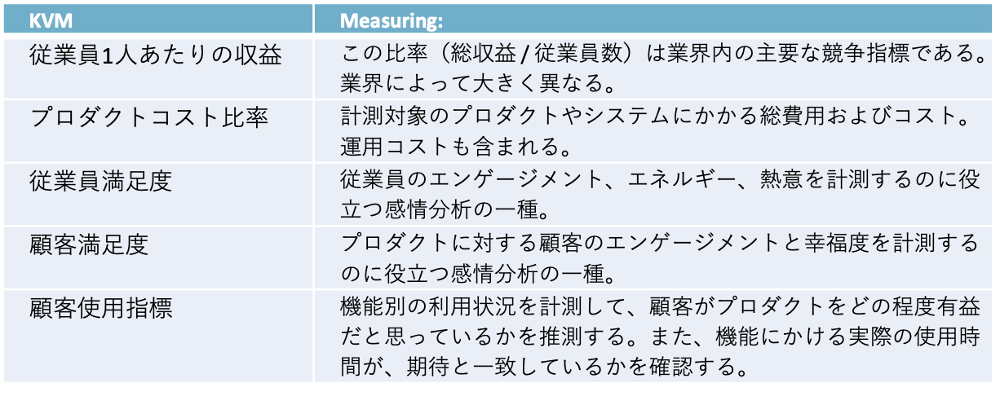 KVM Measuring:
従業員1人あたりの収益 この比率（総収益 / 従業員数）は業界内の主要な競争指標である。
業界によって大きく異なる。
プロダクトコスト比率 計測対象のプロダクトやシステムにかかる総費用およびコスト。
運用コストも含まれる。
従業員満足度 従業員のエンゲージメント、エネルギー、熱意を計測するのに役
立つ感情分析の一種。
顧客満足度 プロダクトに対する顧客のエンゲージメントと幸福度を計測する
のに役立つ感情分析の一種。
顧客使用指標 機能別の利用状況を計測して、顧客がプロダクトをどの程度有益
だと思っているかを推測する。また、機能にかける実際の使用時
間が、期待と一致しているかを確認する。